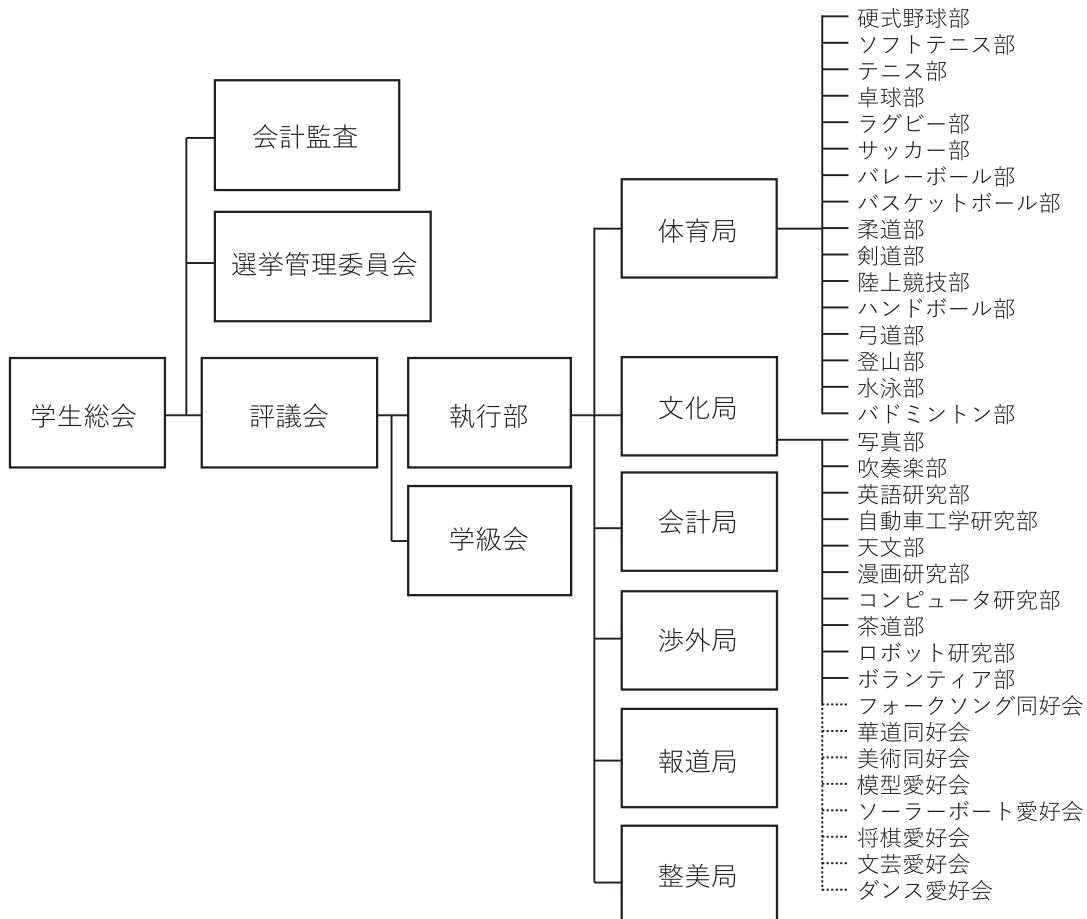 学生総会
会計監査
選挙管理委員会
評議会
執行部
学級会
体育局
文化局
会計局
渉外局
報道局
整美局
硬式野球部
ソフトテニス部
テニス部
卓球部
ラグビー部
サッカー部
バレーボール部
バスケットボール部
柔道部
剣道部
陸上競技部
ハンドボール部
弓道部
登山部
水泳部
バドミントン部
写真部
吹奏楽部
英語研究部
自動車工学研究部
天文部
漫画研究部
コンピュータ研究部
茶道部
ロボット研究部
ボランティア部
フォークソング同好会
華道同好会
美術同好会
模型愛好会
ソーラーボート愛好会
将棋愛好会
文芸愛好会
ダンス愛好会